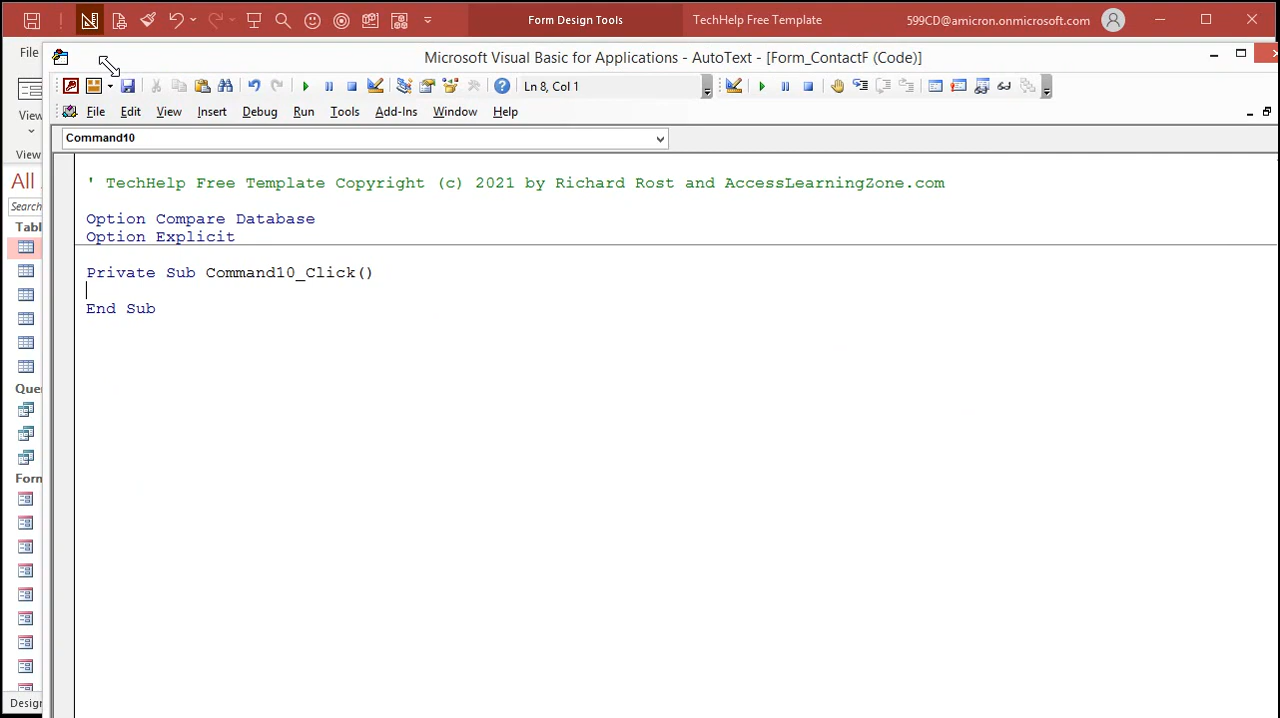 Form Design Tools
TechHelp Free Template
599CD@amicron.onmicrosoft.com
File
Microsoft Visual Basic for Applications - AutoText - [Form_ContactF (Code)]
Ln 8, Col 1
View
File Edit View Insert Debug Run Tools Add-Ins Window Help
Command10
View
All
' TechHelp Free Template Copyright (c) 2021 by Richard Rost and AccessLearningZone.com
Search
Option Compare Database
Option Explicit
Private Sub Command10_Click()
End Sub
Form